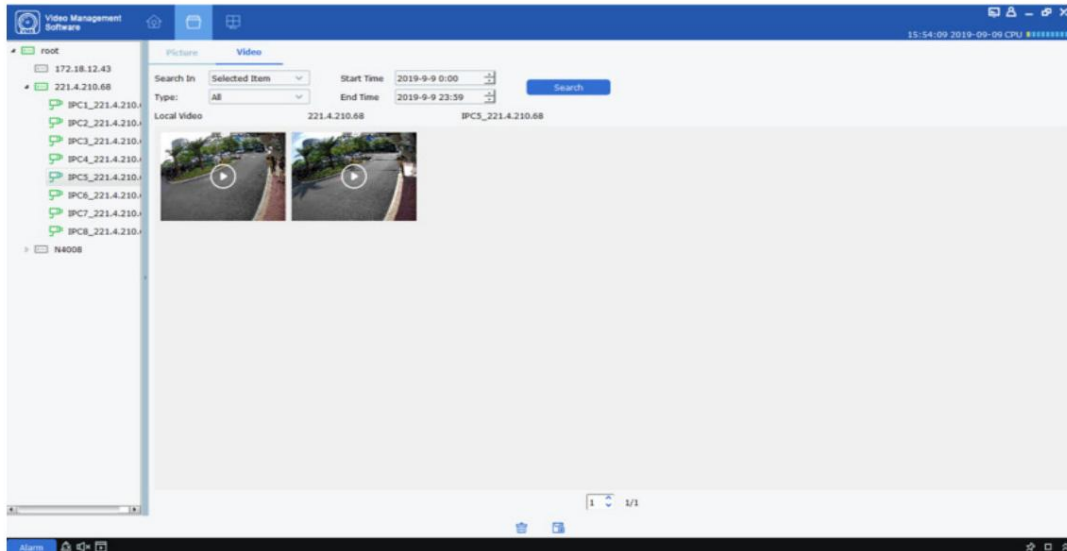 Video Management
Software
15:54:09 2019-09-09 CPU
root
172.18.12.43
221.4.210.68
IPC1_221.4.210.
IPC2_221.4.210.
IPC3_221.4.210.
IPC4_221.4.210.
IPC5_221.4.210.
IPC6_221.4.210.
IPC7_221.4.210.
IPC8_221.4.210.
N4008
Picture Video
Search In Selected Item Start Time 2019-9-9 0:00 Search
Type: All End Time 2019-9-9 23:59
Local Video 221.4.210.68 IPC5_221.4.210.68
1 1/1
Alarm